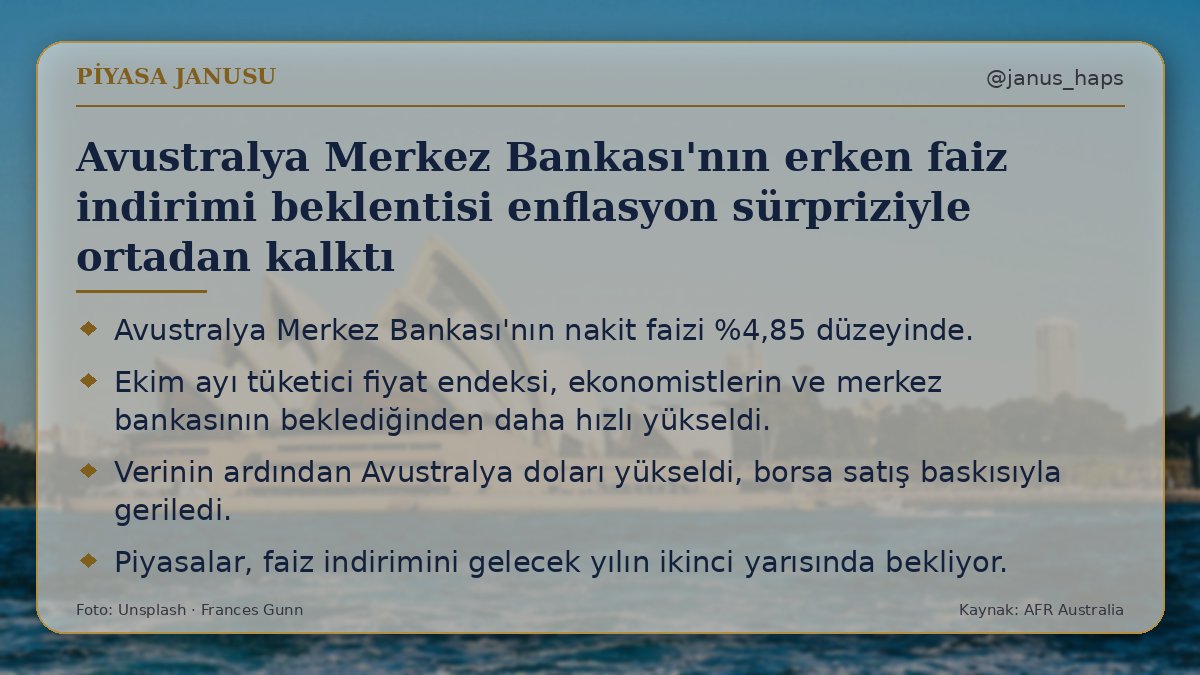 PİYASA JANUSU
@janus_haps
Avustralya Merkez Bankası'nın erken faiz
indirimi beklentisi enflasyon sürpriziyle
ortadan kalktı
Avustralya Merkez Bankası'nın nakit faizi %4,85 düzeyinde.
Ekim ayı tüketici fiyat endeksi, ekonomistlerin ve merkez
bankasının beklediğinden daha hızlı yükseldi.
Verinin ardından Avustralya doları yükseldi, borsa satış baskısıyla
geriledi.
Piyasalar, faiz indirimini gelecek yılın ikinci yarısında bekliyor.
Foto: Unsplash · Frances Gunn
Kaynak: AFR Australia